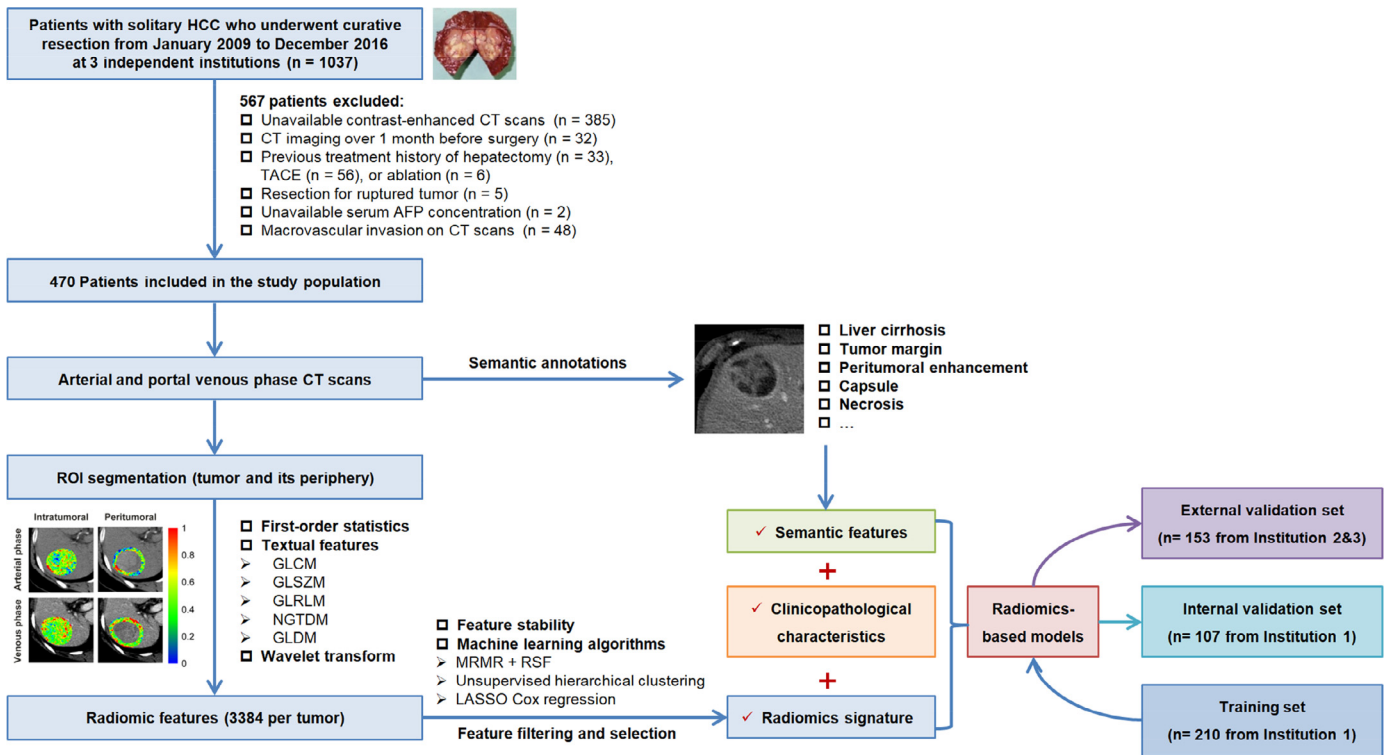 Patients with solitary HCC who underwent curative
resection from January 2009 to December 2016
at 3 independent institutions (n = 1037)
567 patients excluded:
Unavailable contrast-enhanced CT scans (n = 385)
CT imaging over 1 month before surgery (n = 32)
Previous treatment history of hepatectomy (n = 33),
TACE (n = 56), or ablation (n = 6)
Resection for ruptured tumor (n = 5)
Unavailable serum AFP concentration (n = 2)
Macrovascular invasion on CT scans (n = 48)
470 Patients included in the study population
Arterial and portal venous phase CT scans
Semantic annotations
Liver cirrhosis
Tumor margin
Peritumoral enhancement
Capsule
Necrosis
...
ROI segmentation (tumor and its periphery)
Intratumoral Peritumoral
Arterial phase
Venous phase
1
0.8
0.6
0.4
0.2
0
First-order statistics
Textual features
GLCM
GLSZM
GLRLM
NGTDM
GLDM
Wavelet transform
Radiomic features (3384 per tumor)
Feature stability
Machine learning algorithms
MRMR + RSF
Unsupervised hierarchical clustering
LASSO Cox regression
Feature filtering and selection
✓ Semantic features
+
✓ Clinicopathological
characteristics
+
✓ Radiomics signature
Radiomics-
based models
External validation set
(n= 153 from Institution 2&3)
Internal validation set
(n= 107 from Institution 1)
Training set
(n= 210 from Institution 1)